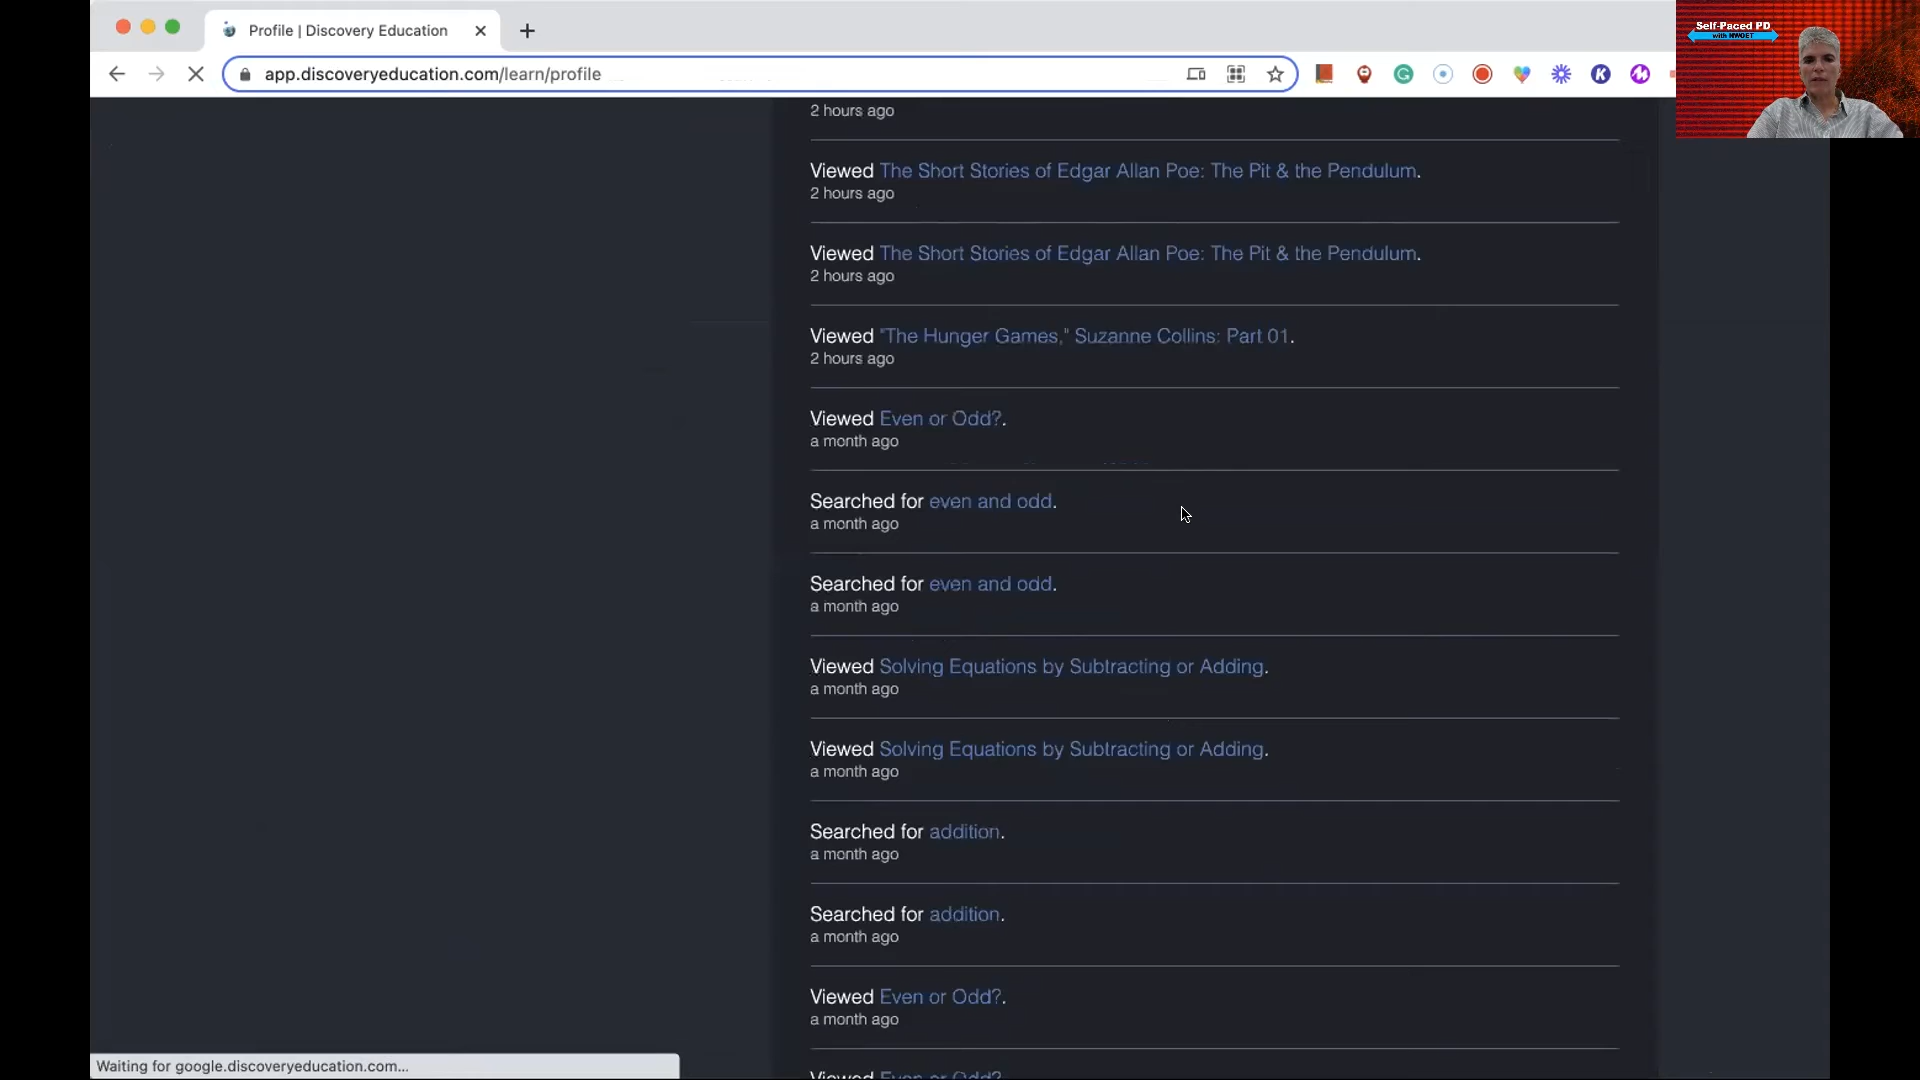 Profile | Discovery Education
app.discoveryeducation.com/learn/profile
Self-Paced PD
with NWOET
2 hours ago
Viewed The Short Stories of Edgar Allan Poe: The Pit & the Pendulum.
2 hours ago
Viewed The Short Stories of Edgar Allan Poe: The Pit & the Pendulum.
2 hours ago
Viewed "The Hunger Games," Suzanne Collins: Part 01.
2 hours ago
Viewed Even or Odd?.
a month ago
Searched for even and odd.
a month ago
Searched for even and odd.
a month ago
Viewed Solving Equations by Subtracting or Adding.
a month ago
Viewed Solving Equations by Subtracting or Adding.
a month ago
Searched for addition.
a month ago
Searched for addition.
a month ago
Viewed Even or Odd?.
a month ago
Viewed Even or Odd?
Waiting for google.discoveryeducation.com...